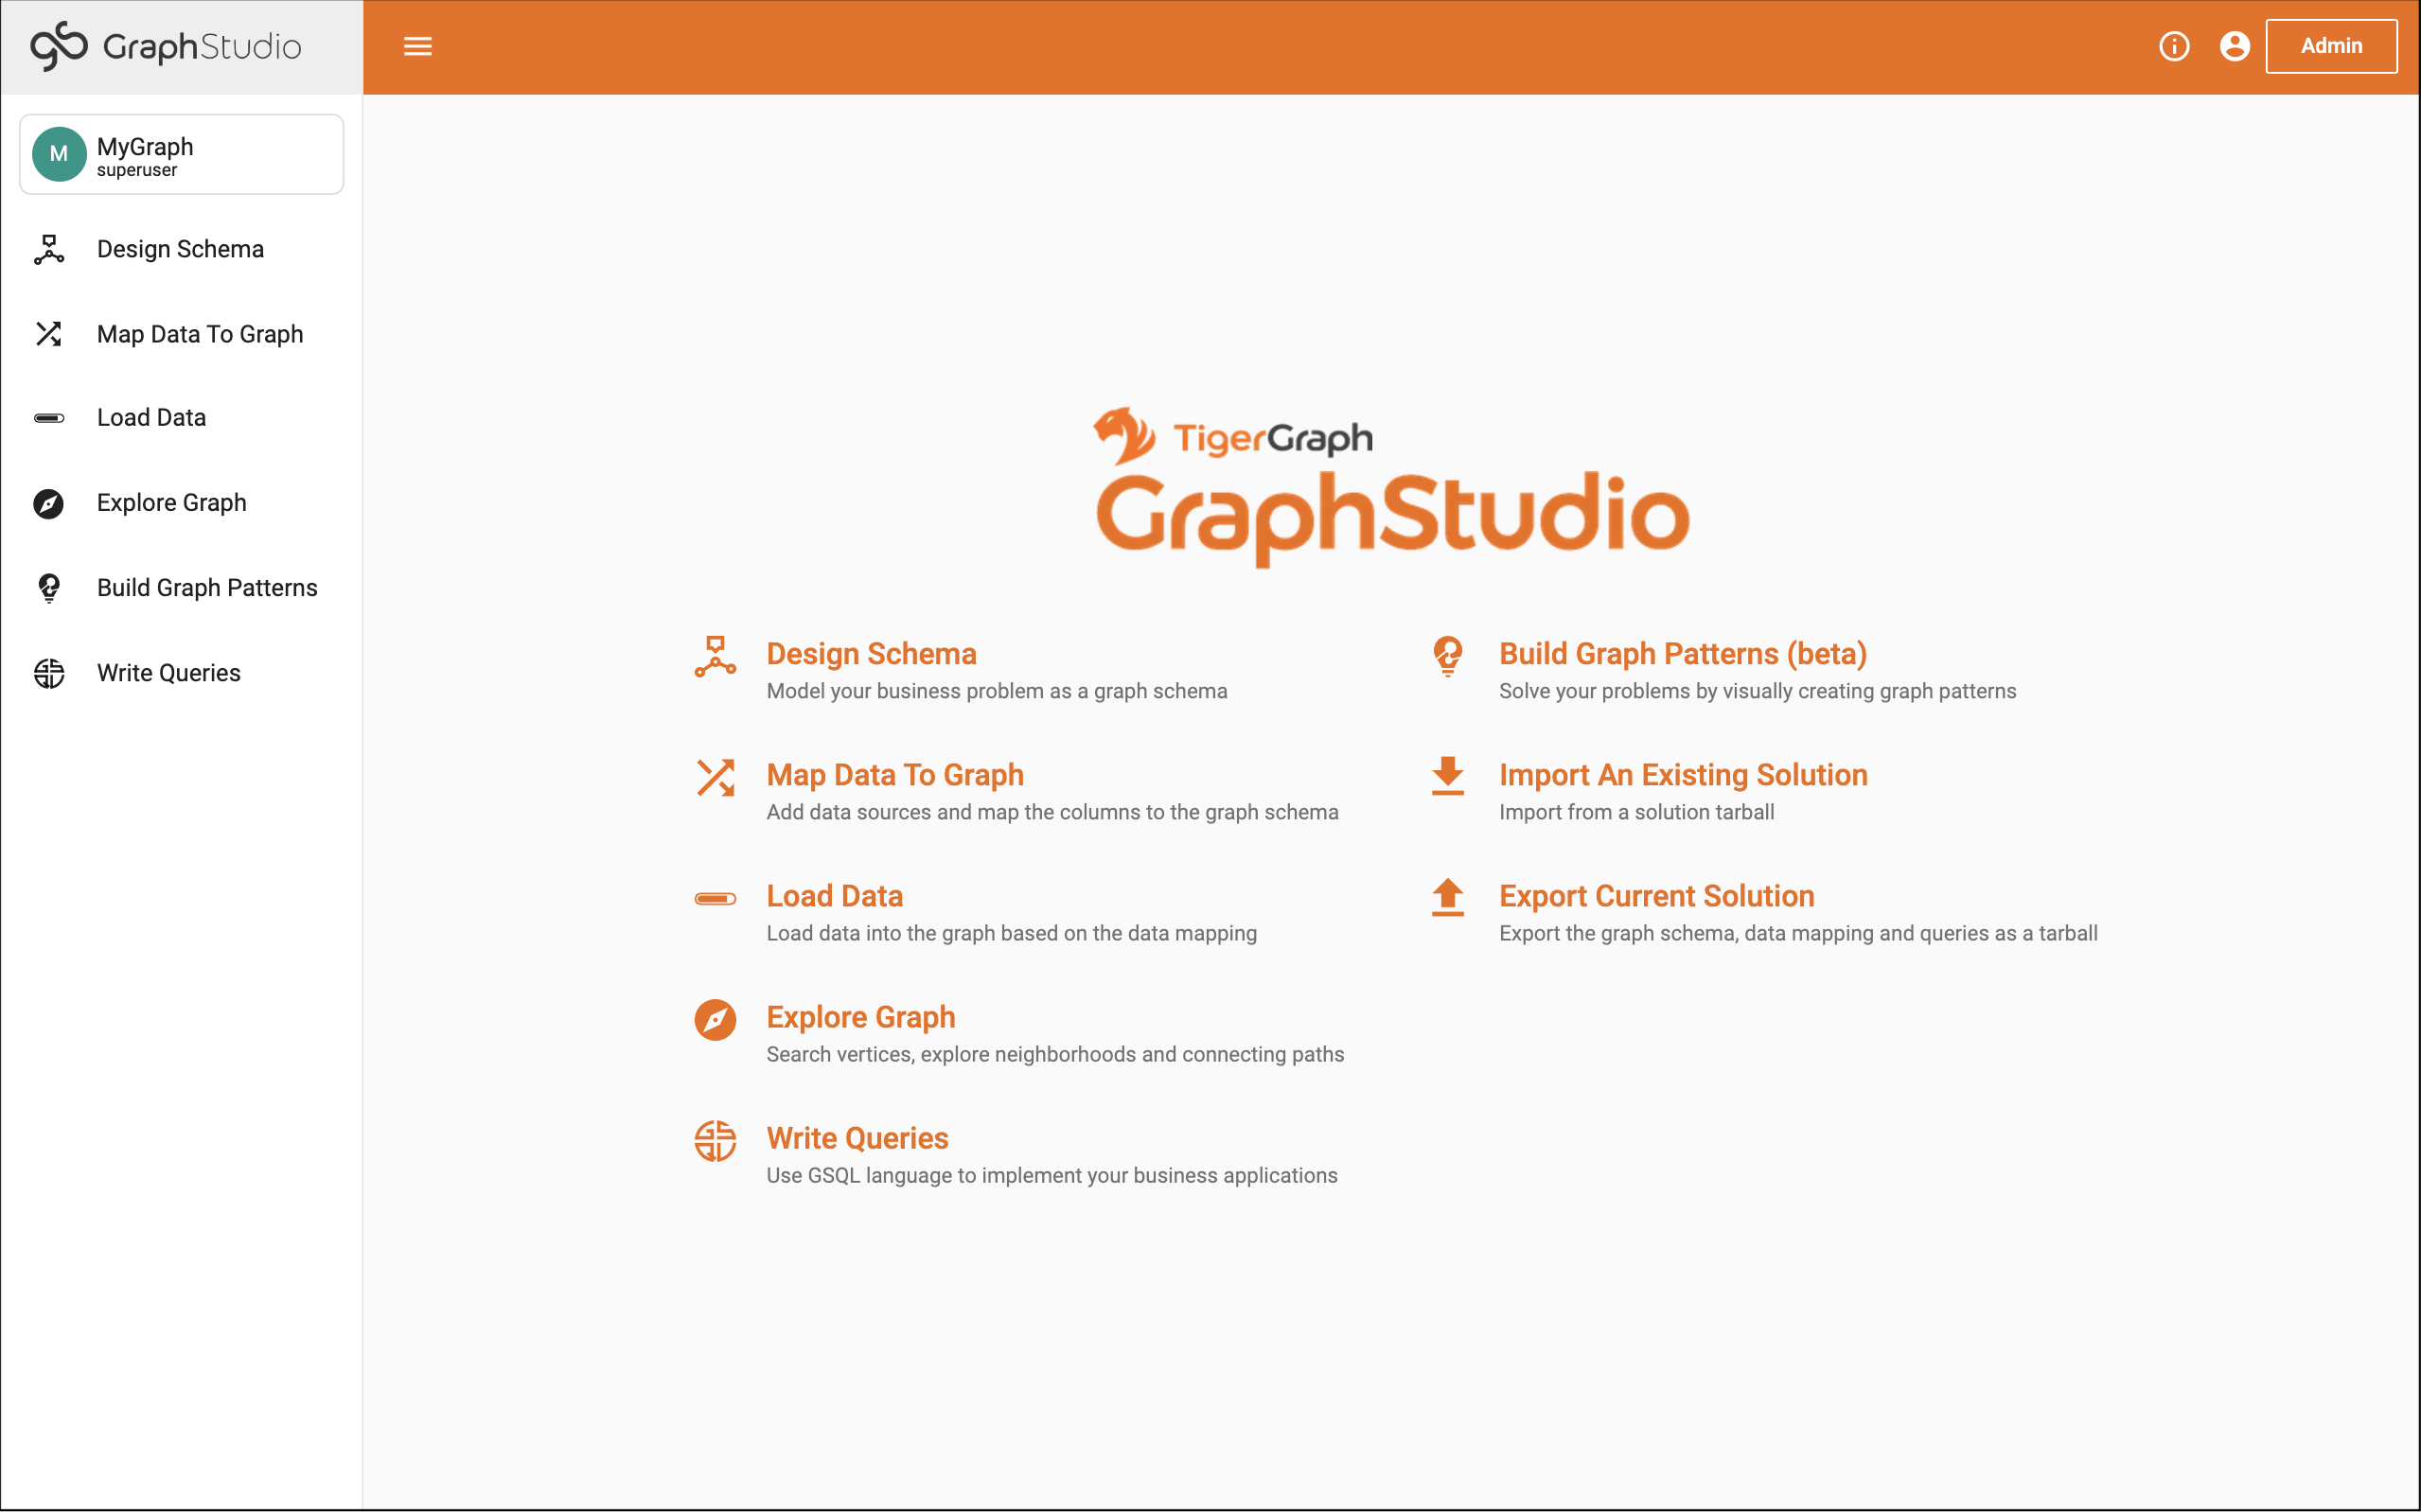 GraphStudio
Admin
M
MyGraph
superuser
Design Schema
Map Data To Graph
Load Data
Explore Graph
Build Graph Patterns
Write Queries
TigerGraph
GraphStudio
Design Schema
Model your business problem as a graph schema
Map Data To Graph
Add data sources and map the columns to the graph schema
Load Data
Load data into the graph based on the data mapping
Explore Graph
Search vertices, explore neighborhoods and connecting paths
Write Queries
Use GSQL language to implement your business applications
Build Graph Patterns (beta)
Solve your problems by visually creating graph patterns
Import An Existing Solution
Import from a solution tarball
Export Current Solution
Export the graph schema, data mapping and queries as a tarball